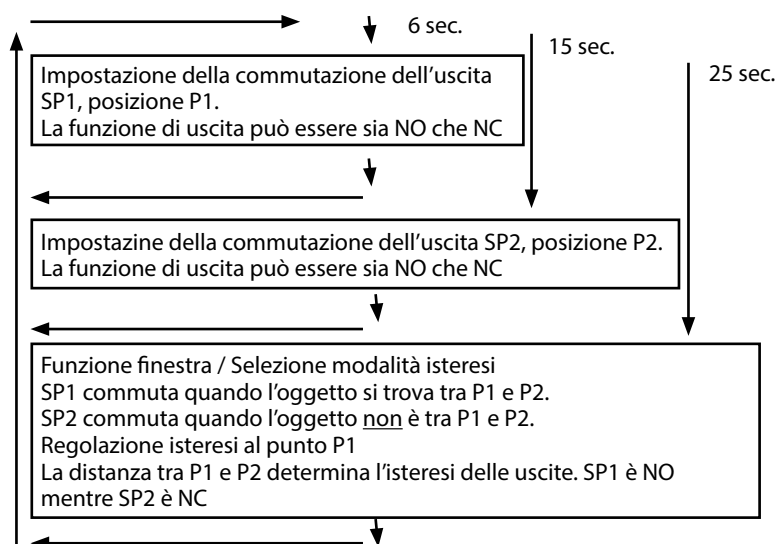 6 sec.
15 sec.
25 sec.
Impostazione della commutazione dell'uscita
SP1, posizione P1.
La funzione di uscita può essere sia NO che NC
Impostazine della commutazione dell'uscita SP2, posizione P2.
La funzione di uscita può essere sia NO che NC
Funzione finestra / Selezione modalità isteresi
SP1 commuta quando l'oggetto si trova tra P1 e P2.
SP2 commuta quando l'oggetto non è tra P1 e P2.
Regolazione isteresi al punto P1
La distanza tra P1 e P2 determina l'isteresi delle uscite. SP1 è NO
mentre SP2 è NC